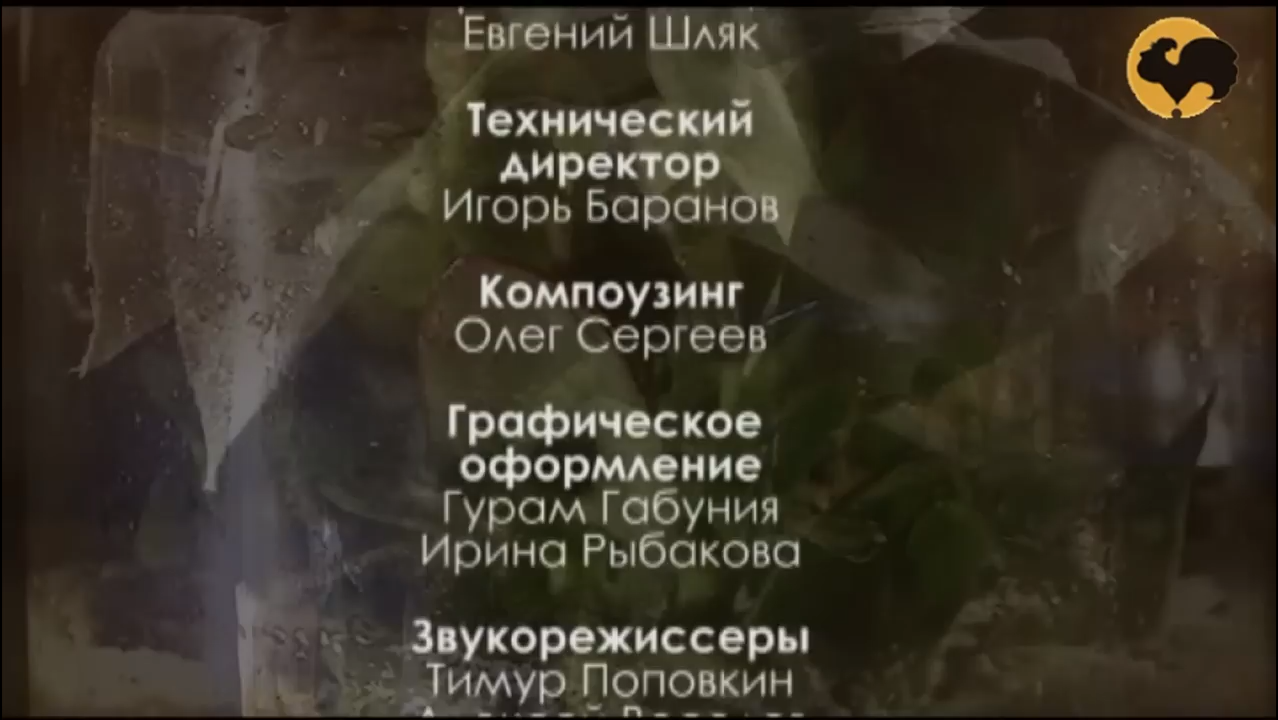 Евгений Шляк
Технический
директор
Игорь Баранов
Компоузинг
Олег Сергеев
Графическое
оформление
Гурам Габуния
Ирина Рыбакова
Звукорежиссеры
Тимур Поповкин